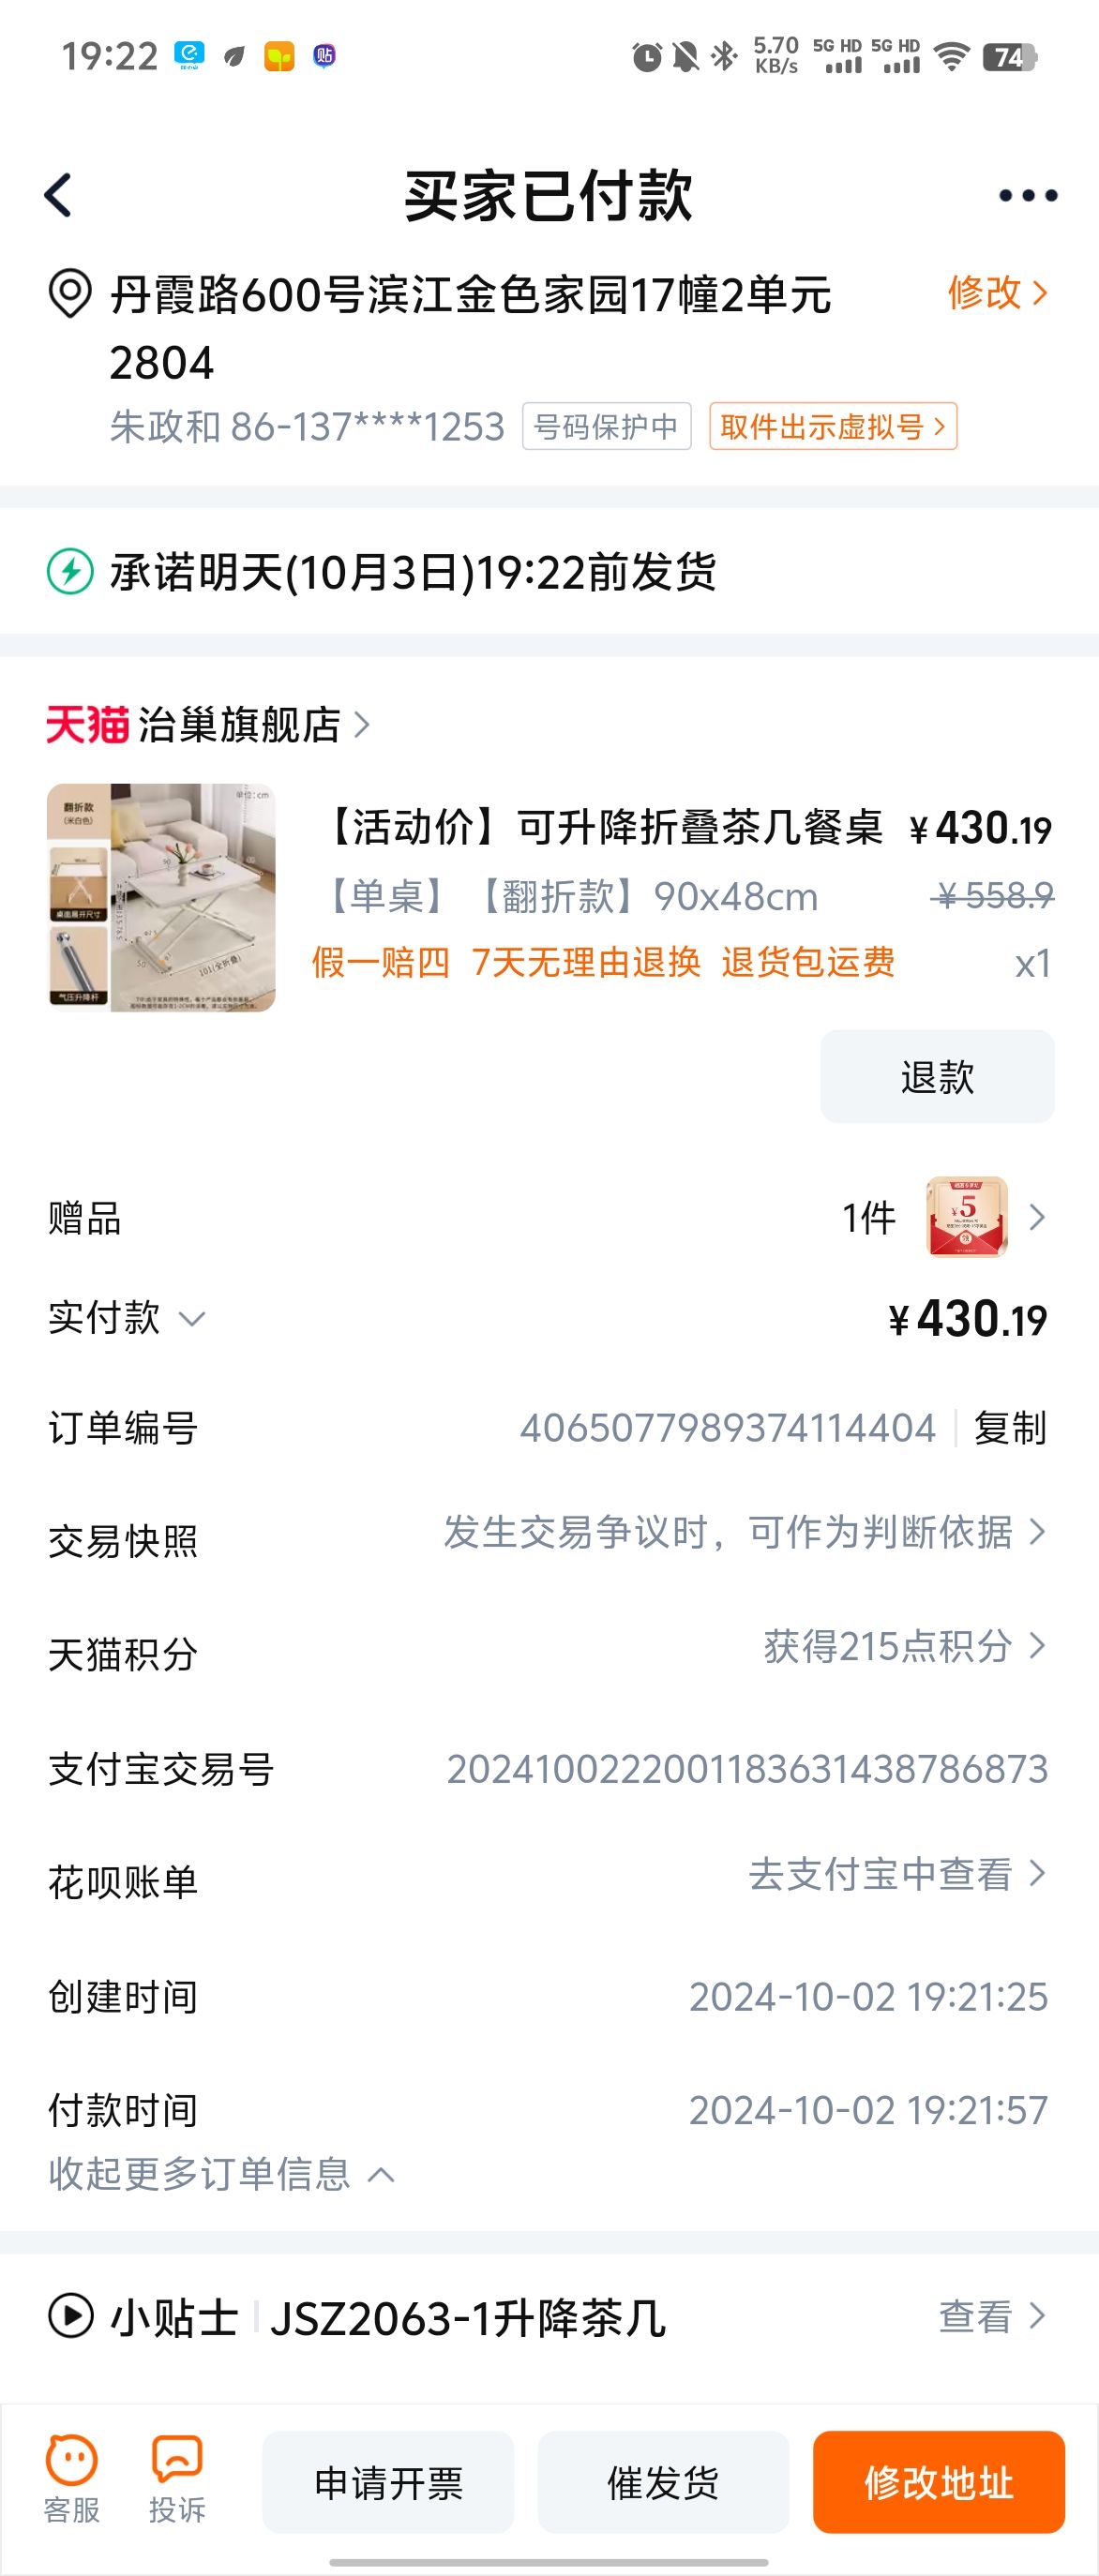 19:22
5.70 KB/s 5G HD 5G HD 74
买家已付款
丹霞路600号滨江金色家园17幢2单元
2804
修改
朱政和 86-137****1253 号码保护中 取件出示虚拟号
承诺明天(10月3日)19:22前发货
天猫 治巢旗舰店
翻折款
(米白色)
单位:cm
桌面展开尺寸
气压升降杆
101(全折叠)
【活动价】可升降折叠茶几餐桌 ¥430.19
【单桌】【翻折款】90x48cm ¥558.9
假一赔四 7天无理由退换 退货包运费 x1
退款
赠品 1件
¥5
实付款 ¥430.19
订单编号 4065077989374114404 复制
交易快照 发生交易争议时，可作为判断依据
天猫积分 获得215点积分
支付宝交易号 2024100222001183631438786873
花呗账单 去支付宝中查看
创建时间 2024-10-02 19:21:25
付款时间 2024-10-02 19:21:57
收起更多订单信息
小贴士 JSZ2063-1升降茶几 查看
客服 投诉 申请开票 催发货 修改地址